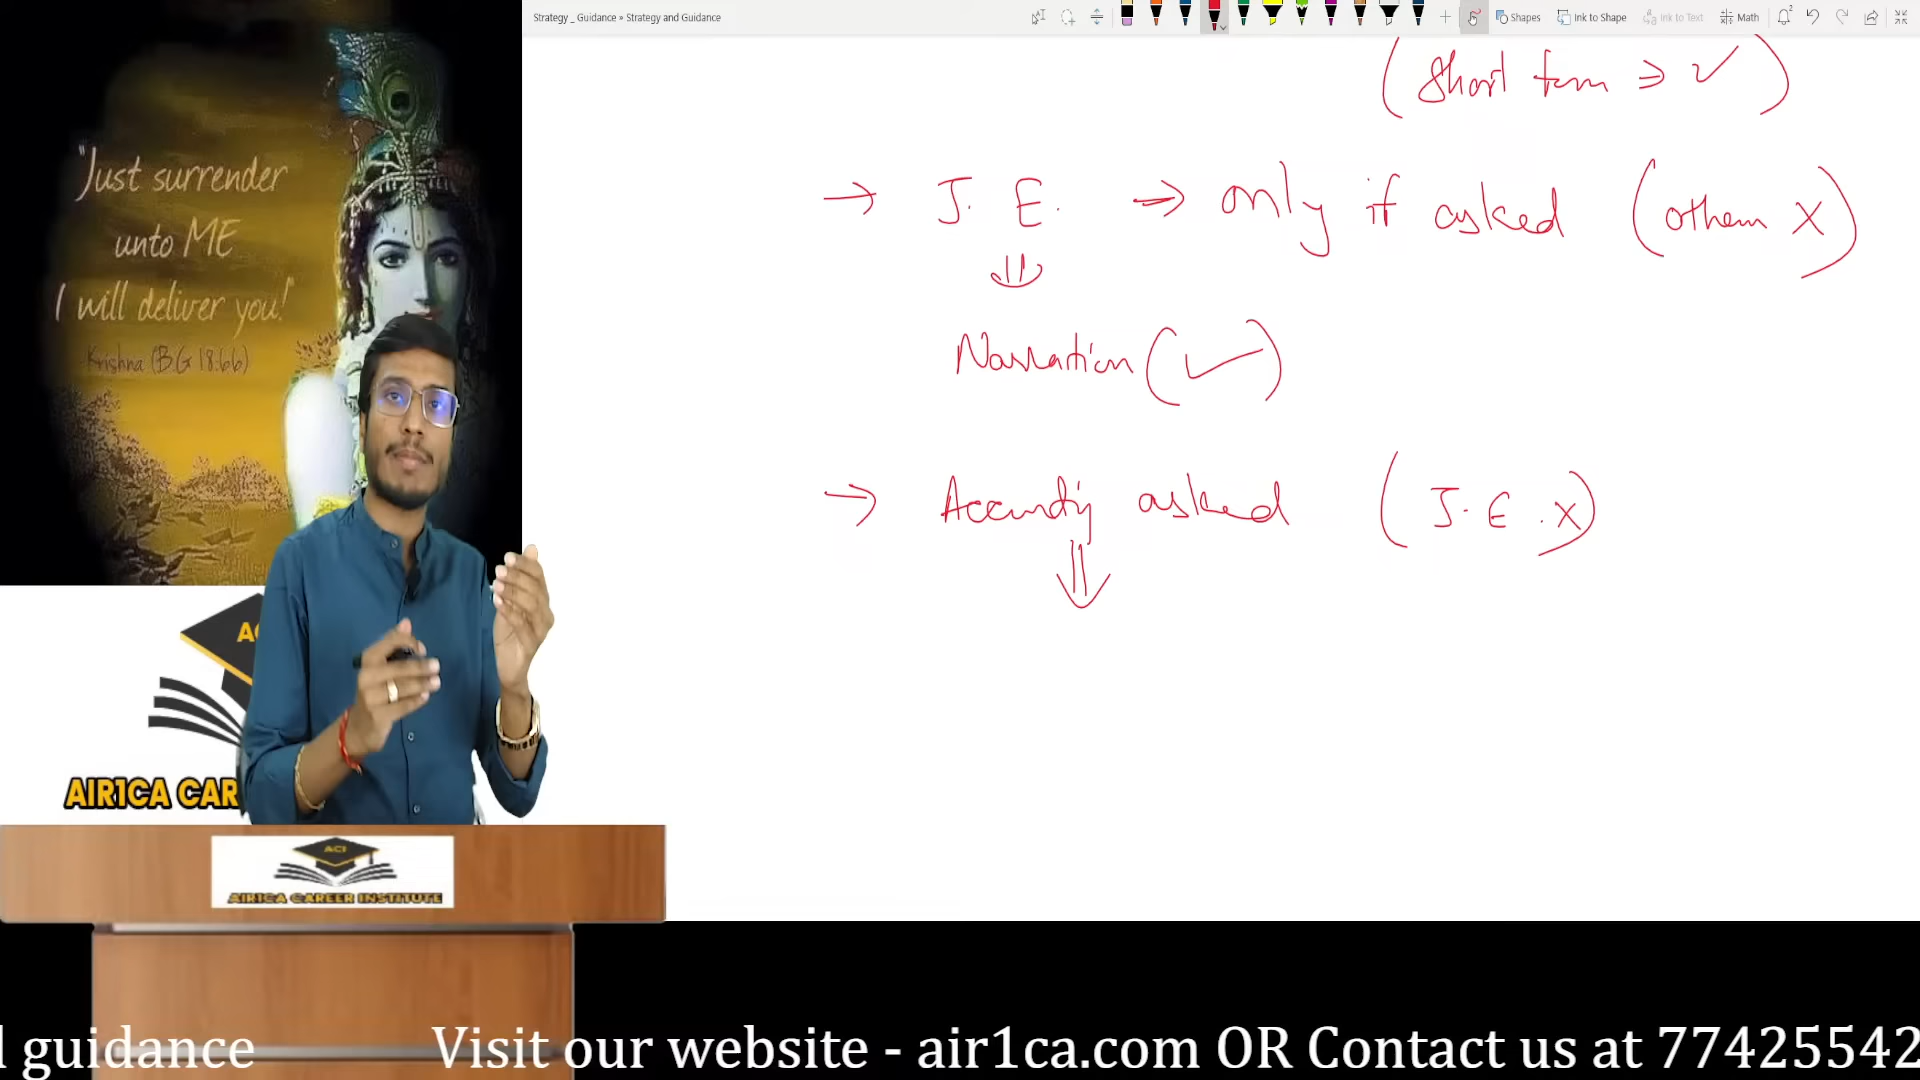 Strategy _ Guidance » Strategy and Guidance
Shapes
Ink to Shape
Ink to Text
Math
(Short term ⇒ ✓)
"Just surrender
unto ME
I will deliver you!"
Krishna (B.G 18:66)
→ J. E. → only if asked (others X)
Narration (✓)
→ Accounting asked (J.E. X)
AC
AIR1CA CAR
ACI
AIR1CA CAREER INSTITUTE
l guidance Visit our website - air1ca.com OR Contact us at 77425542